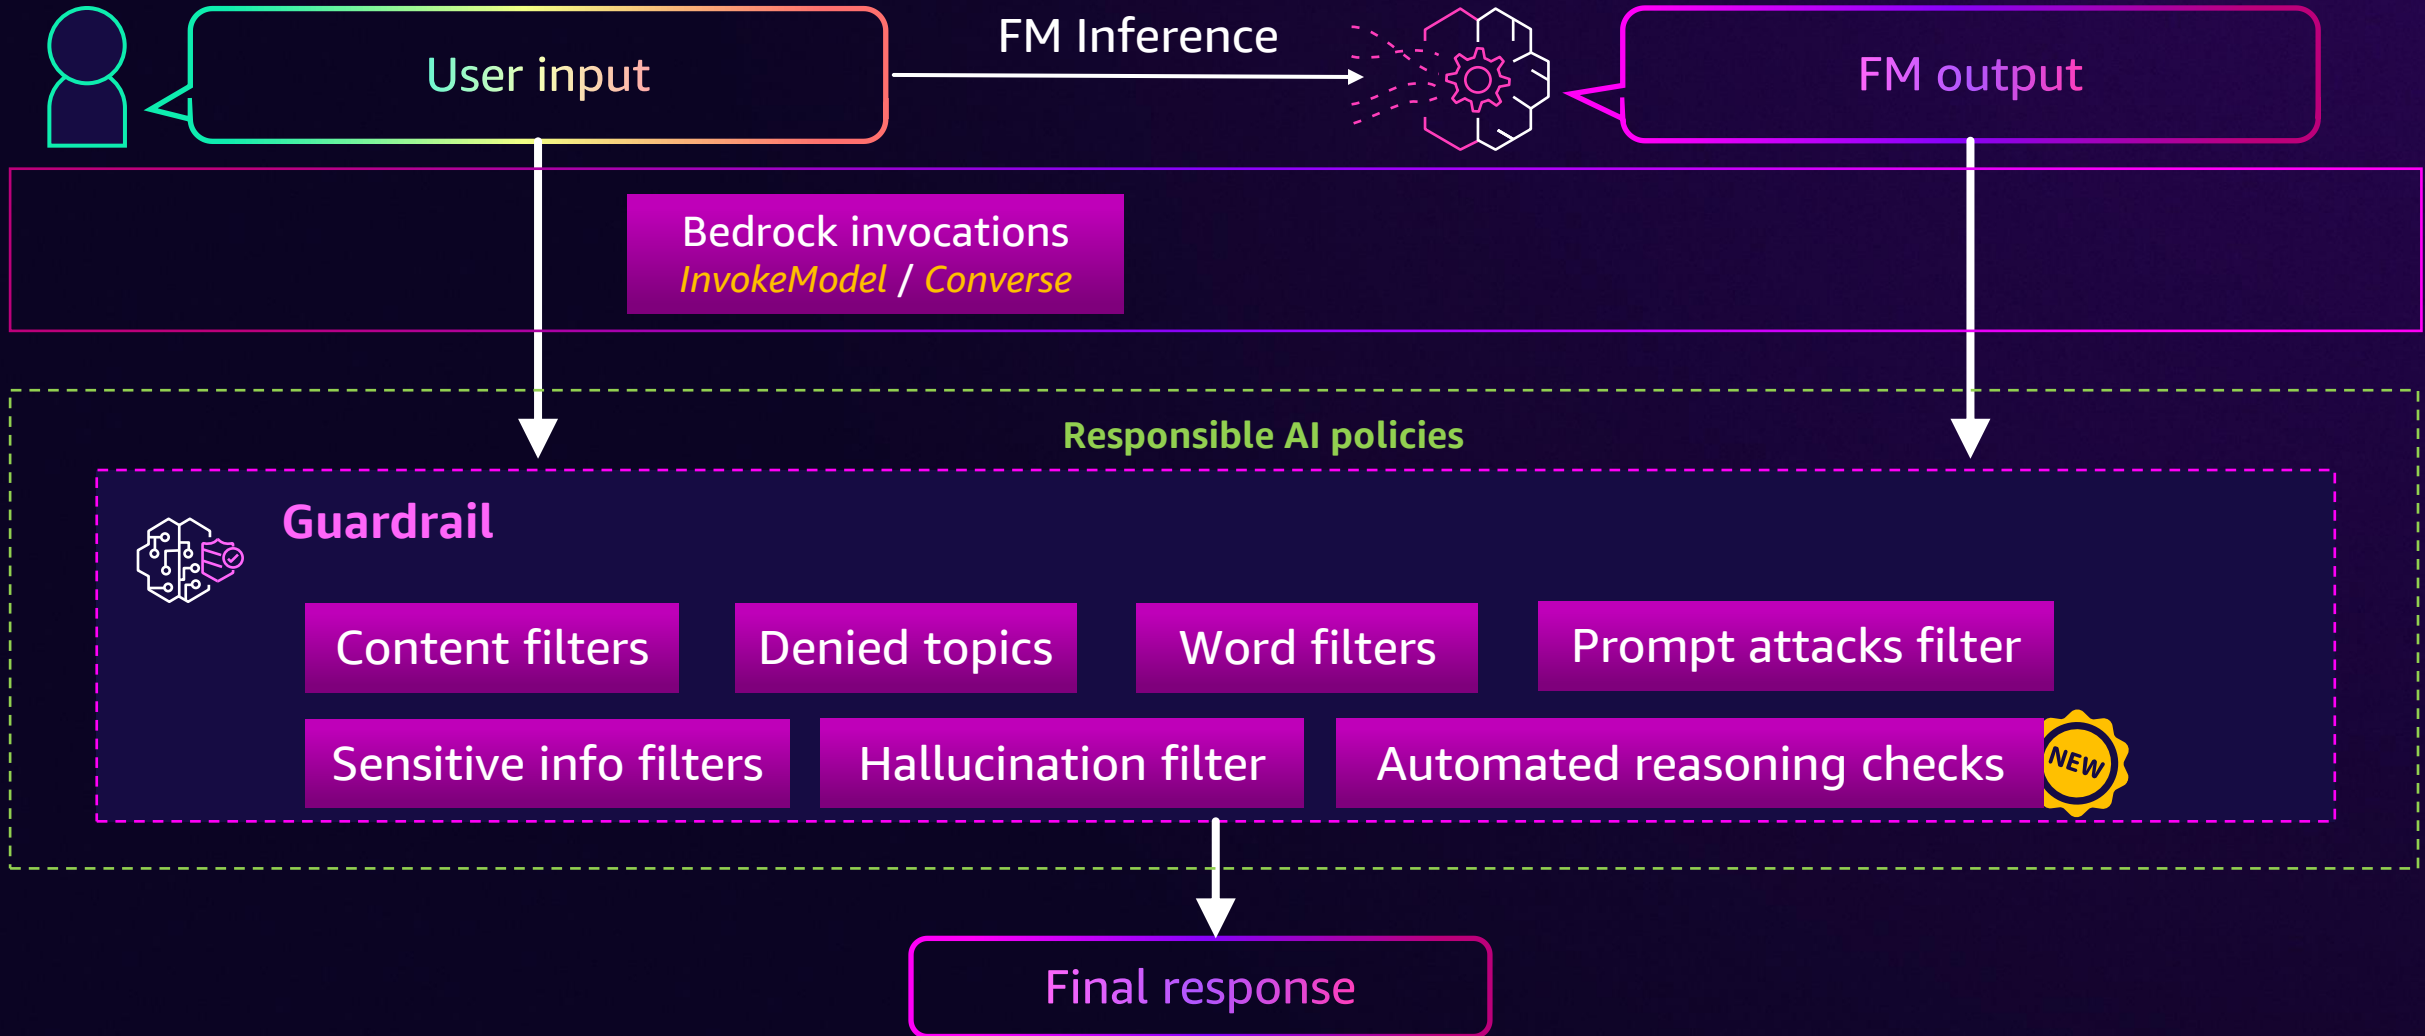 User input
FM Inference
FM output
Bedrock invocations
InvokeModel / Converse
Responsible AI policies
Guardrail
Content filters
Denied topics
Word filters
Prompt attacks filter
Sensitive info filters
Hallucination filter
Automated reasoning checks
NEW
Final response